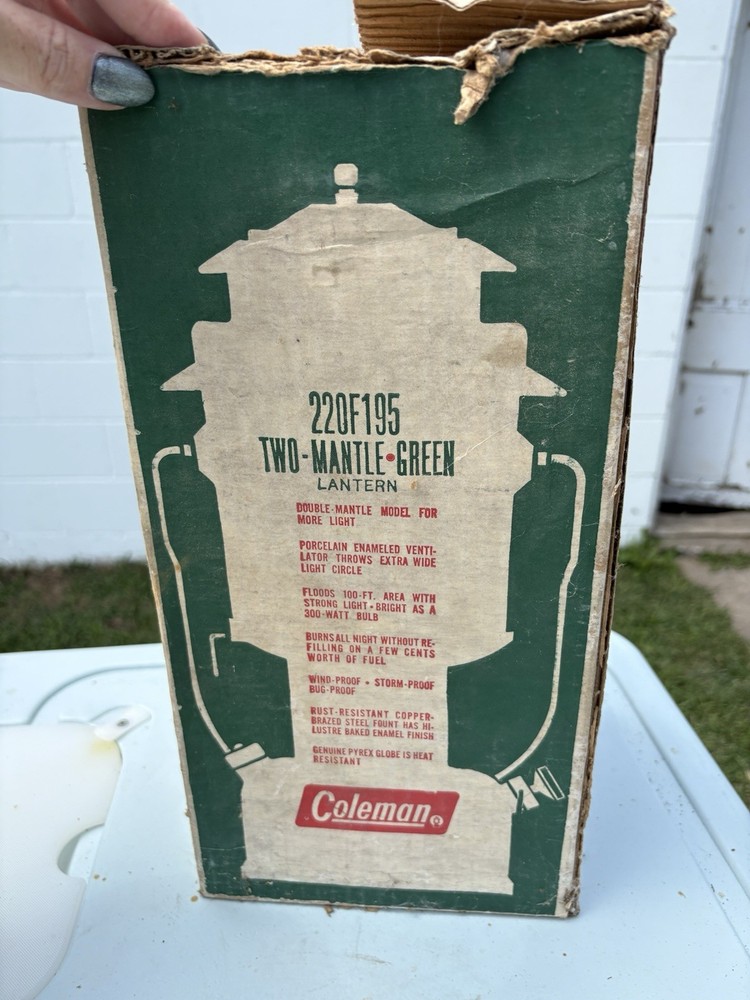 220F195
TWO-MANTLE•GREEN
LANTERN
DOUBLE-MANTLE MODEL FOR
MORE LIGHT
PORCELAIN ENAMELED VENTI-
LATOR THROWS EXTRA WIDE
LIGHT CIRCLE
FLOODS 100-FT. AREA WITH
STRONG LIGHT • BRIGHT AS A
300-WATT BULB
BURNS ALL NIGHT WITHOUT RE-
FILLING ON A FEW CENTS
WORTH OF FUEL
WIND-PROOF • STORM-PROOF
BUG-PROOF
RUST-RESISTANT COPPER-
BRAZED STEEL FOUNT HAS HI-
LUSTRE BAKED ENAMEL FINISH
GENUINE PYREX GLOBE IS HEAT
RESISTANT
Coleman®